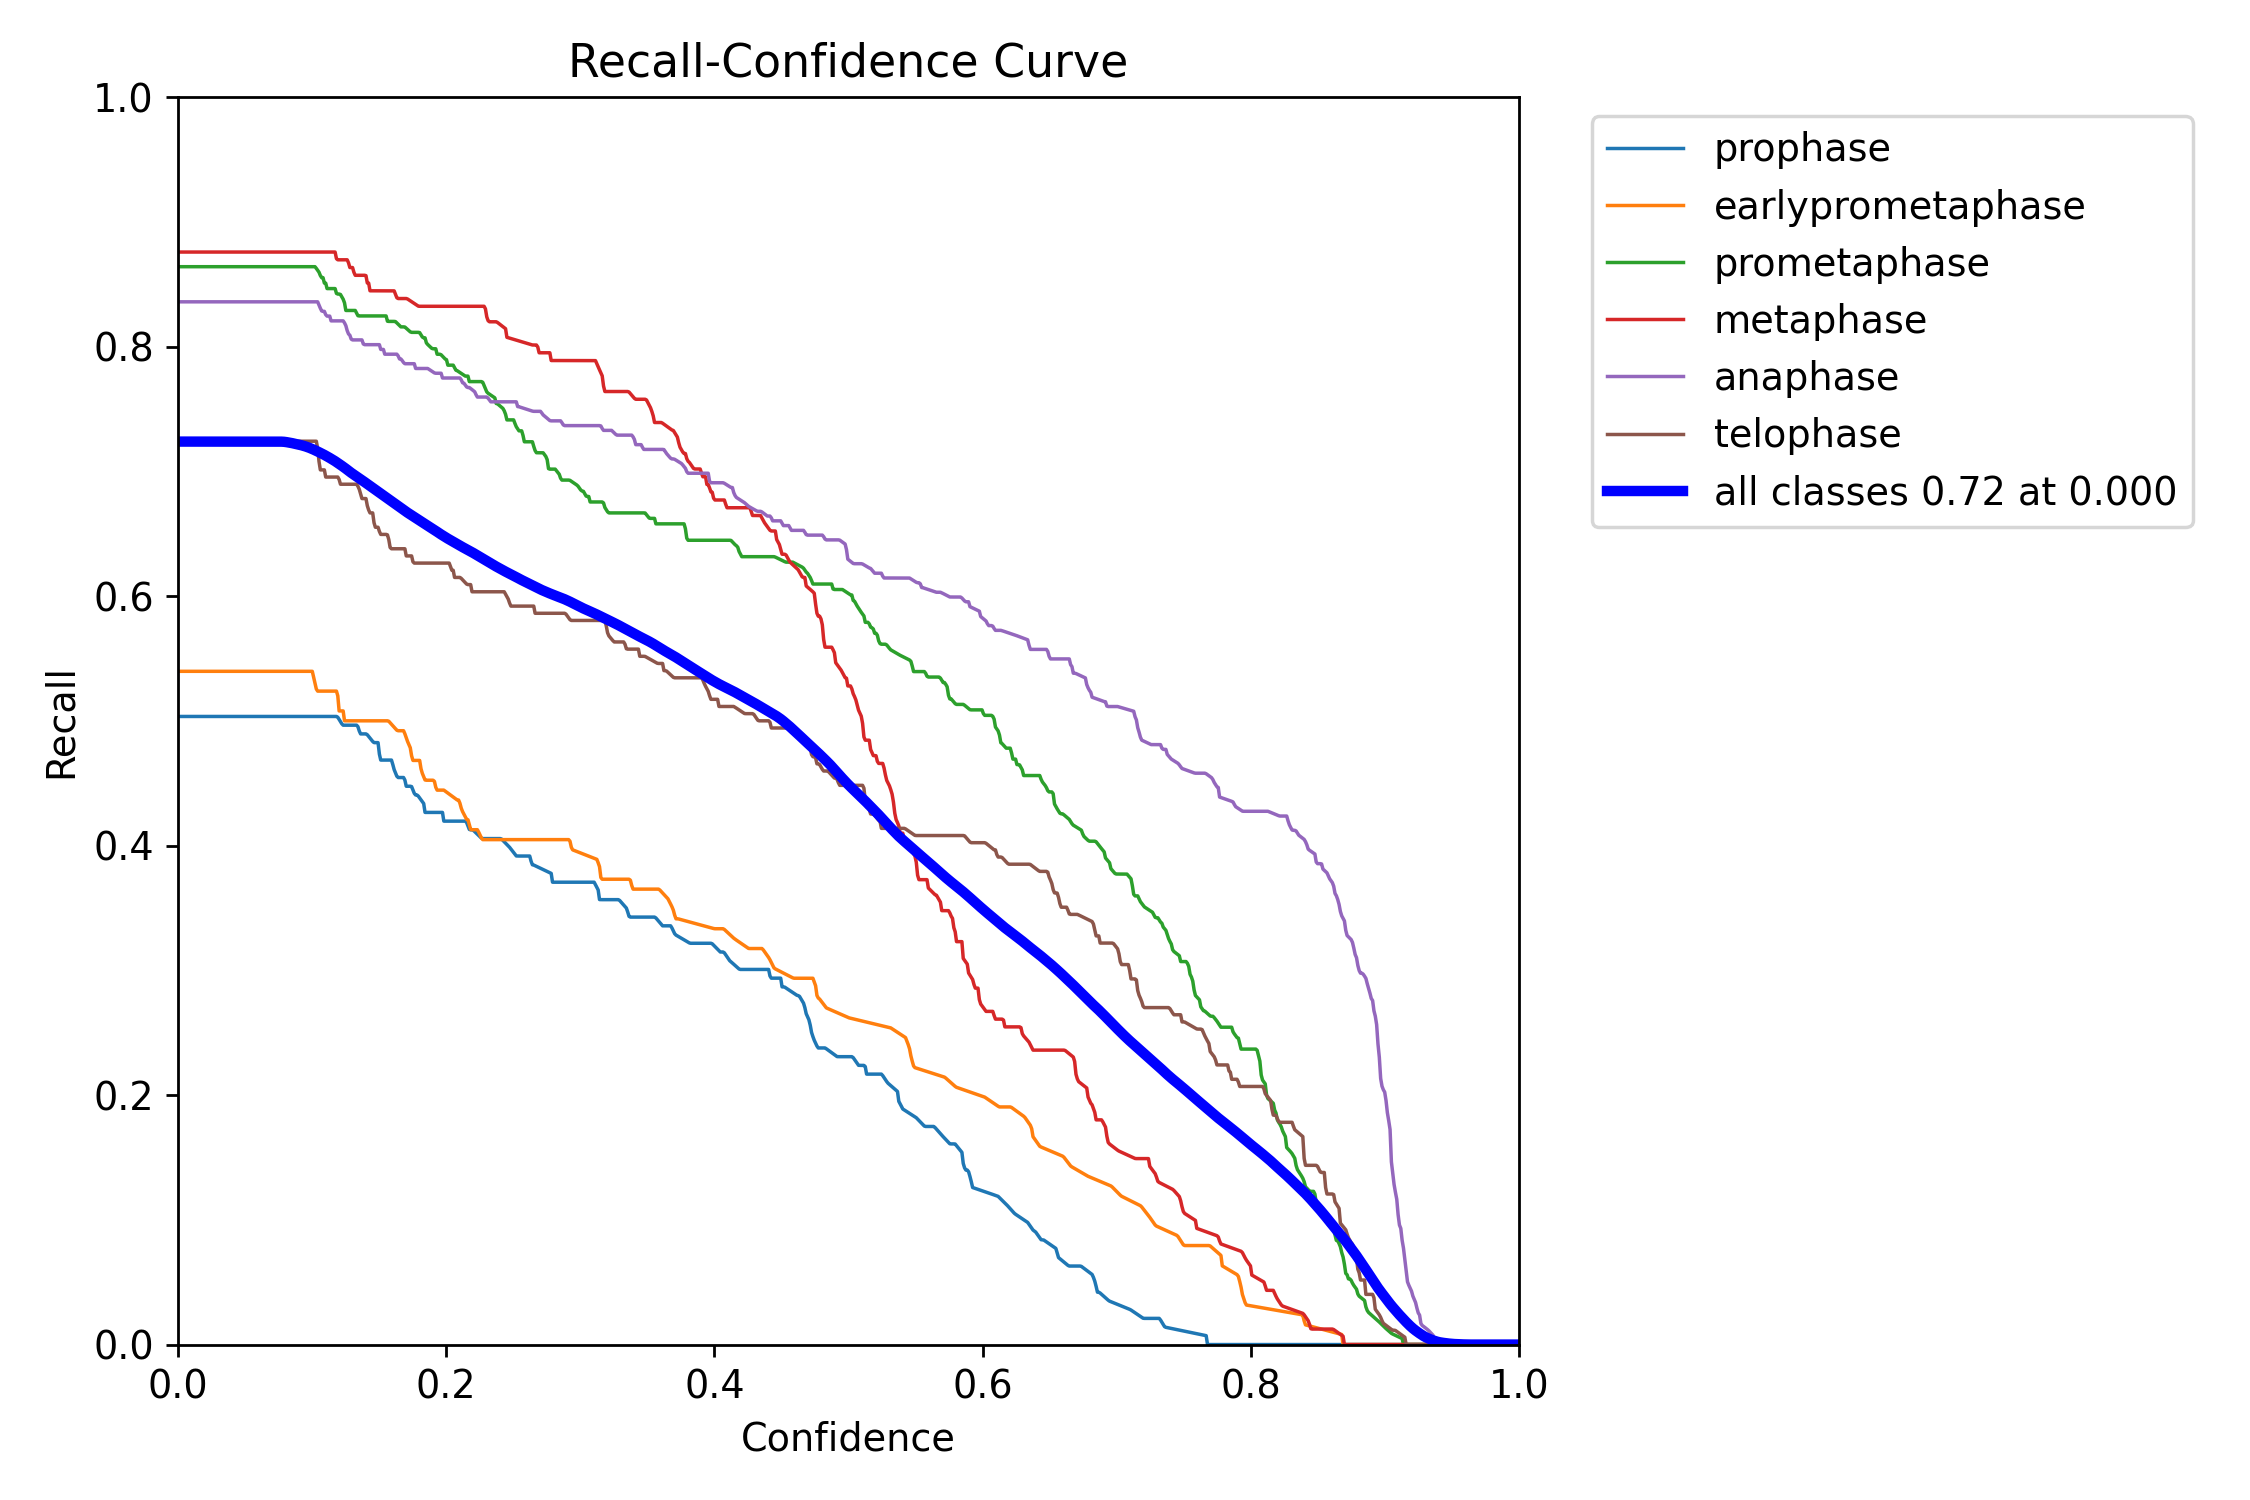 Recall-Confidence Curve
1.0
0.8
0.6
0.4
0.2
0.0
Recall
0.0 0.2 0.4 0.6 0.8 1.0
Confidence
prophase
earlyprometaphase
prometaphase
metaphase
anaphase
telophase
all classes 0.72 at 0.000